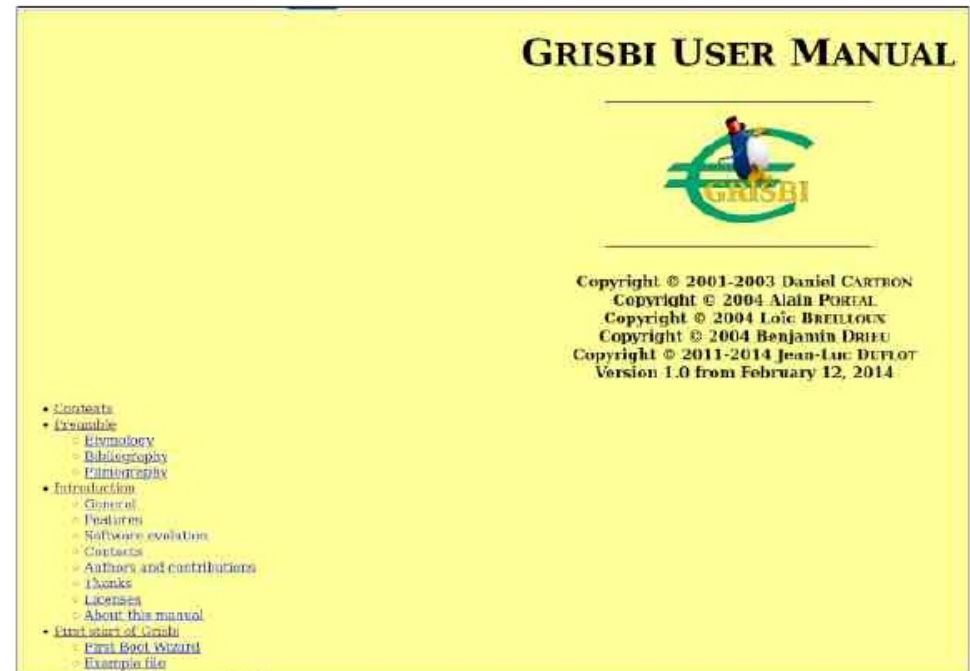 GRISBI USER MANUAL
GRISBI
Copyright © 2001-2003 Daniel CARTRON
Copyright © 2004 Alain PORTAL
Copyright © 2004 Loïc BREILLOUX
Copyright © 2004 Benjamin DRIEU
Copyright © 2011-2014 Jean-Luc DUFLOT
Version 1.0 from February 12, 2014
• Contents
• Preamble
◦ Etymology
◦ Bibliography
◦ Filmography
• Introduction
◦ General
◦ Features
◦ Software evolution
◦ Contacts
◦ Authors and contributions
◦ Thanks
◦ Licenses
◦ About this manual
• First start of Grisbi
◦ First Boot Wizard
◦ Example file